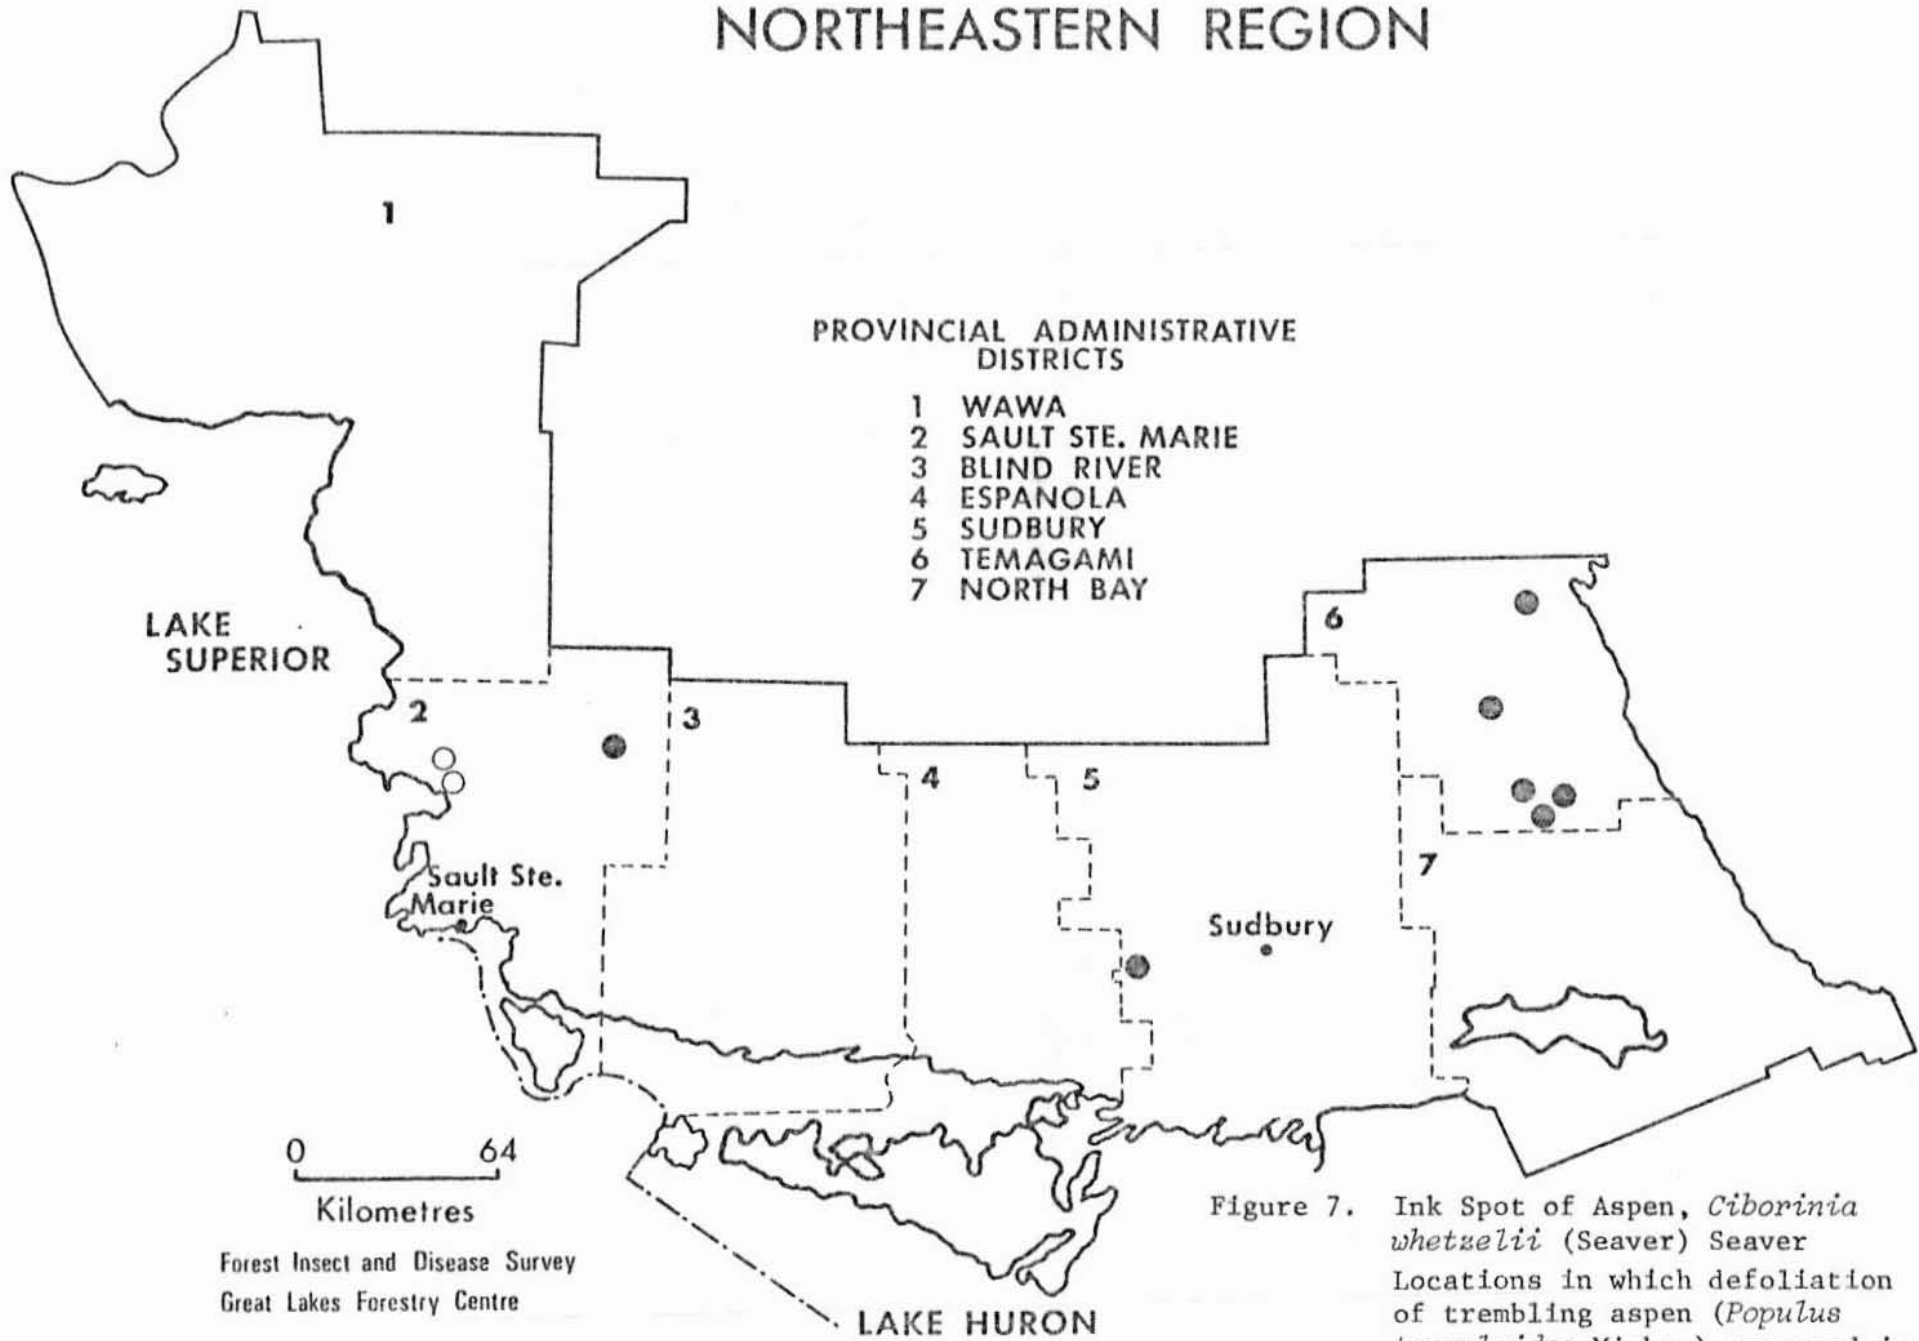 NORTHEASTERN REGION
1
PROVINCIAL ADMINISTRATIVE
DISTRICTS
1 WAWA
2 SAULT STE. MARIE
3 BLIND RIVER
4 ESPANOLA
5 SUDBURY
6 TEMAGAMI
7 NORTH BAY
6
LAKE
SUPERIOR
2
3
4
5
7
Sault Ste.
Marie
Sudbury
0 64
Kilometres
Forest Insect and Disease Survey
Great Lakes Forestry Centre
LAKE HURON
Figure 7. Ink Spot of Aspen, Ciborinia
whetzelii (Seaver) Seaver
Locations in which defoliation
of trembling aspen (Populus